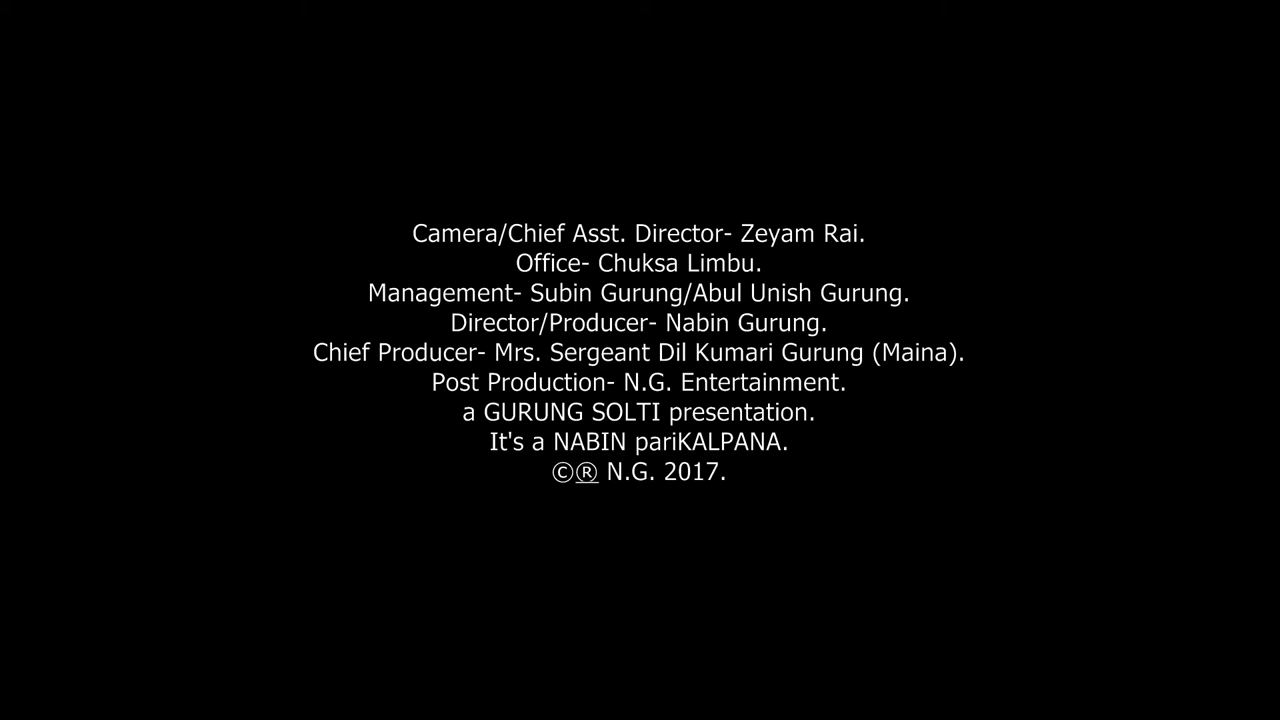 Camera/Chief Asst. Director- Zeyam Rai.
Office- Chuksa Limbu.
Management- Subin Gurung/Abul Unish Gurung.
Director/Producer- Nabin Gurung.
Chief Producer- Mrs. Sergeant Dil Kumari Gurung (Maina).
Post Production- N.G. Entertainment.
a GURUNG SOLTI presentation.
It's a NABIN pariKALPANA.
©® N.G. 2017.